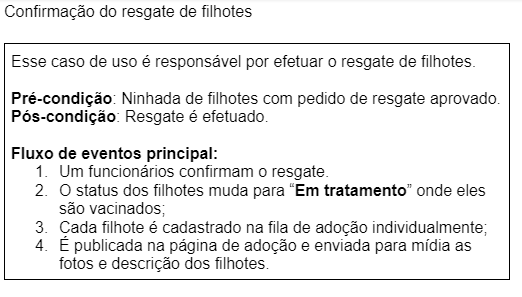 Confirmação do resgate de filhotes
Esse caso de uso é responsável por efetuar o resgate de filhotes.
Pré-condição: Ninhada de filhotes com pedido de resgate aprovado.
Pós-condição: Resgate é efetuado.
Fluxo de eventos principal:
1. Um funcionários confirmam o resgate.
2. O status dos filhotes muda para “Em tratamento” onde eles
são vacinados;
3. Cada filhote é cadastrado na fila de adoção individualmente;
4. É publicada na página de adoção e enviada para mídia as
fotos e descrição dos filhotes.